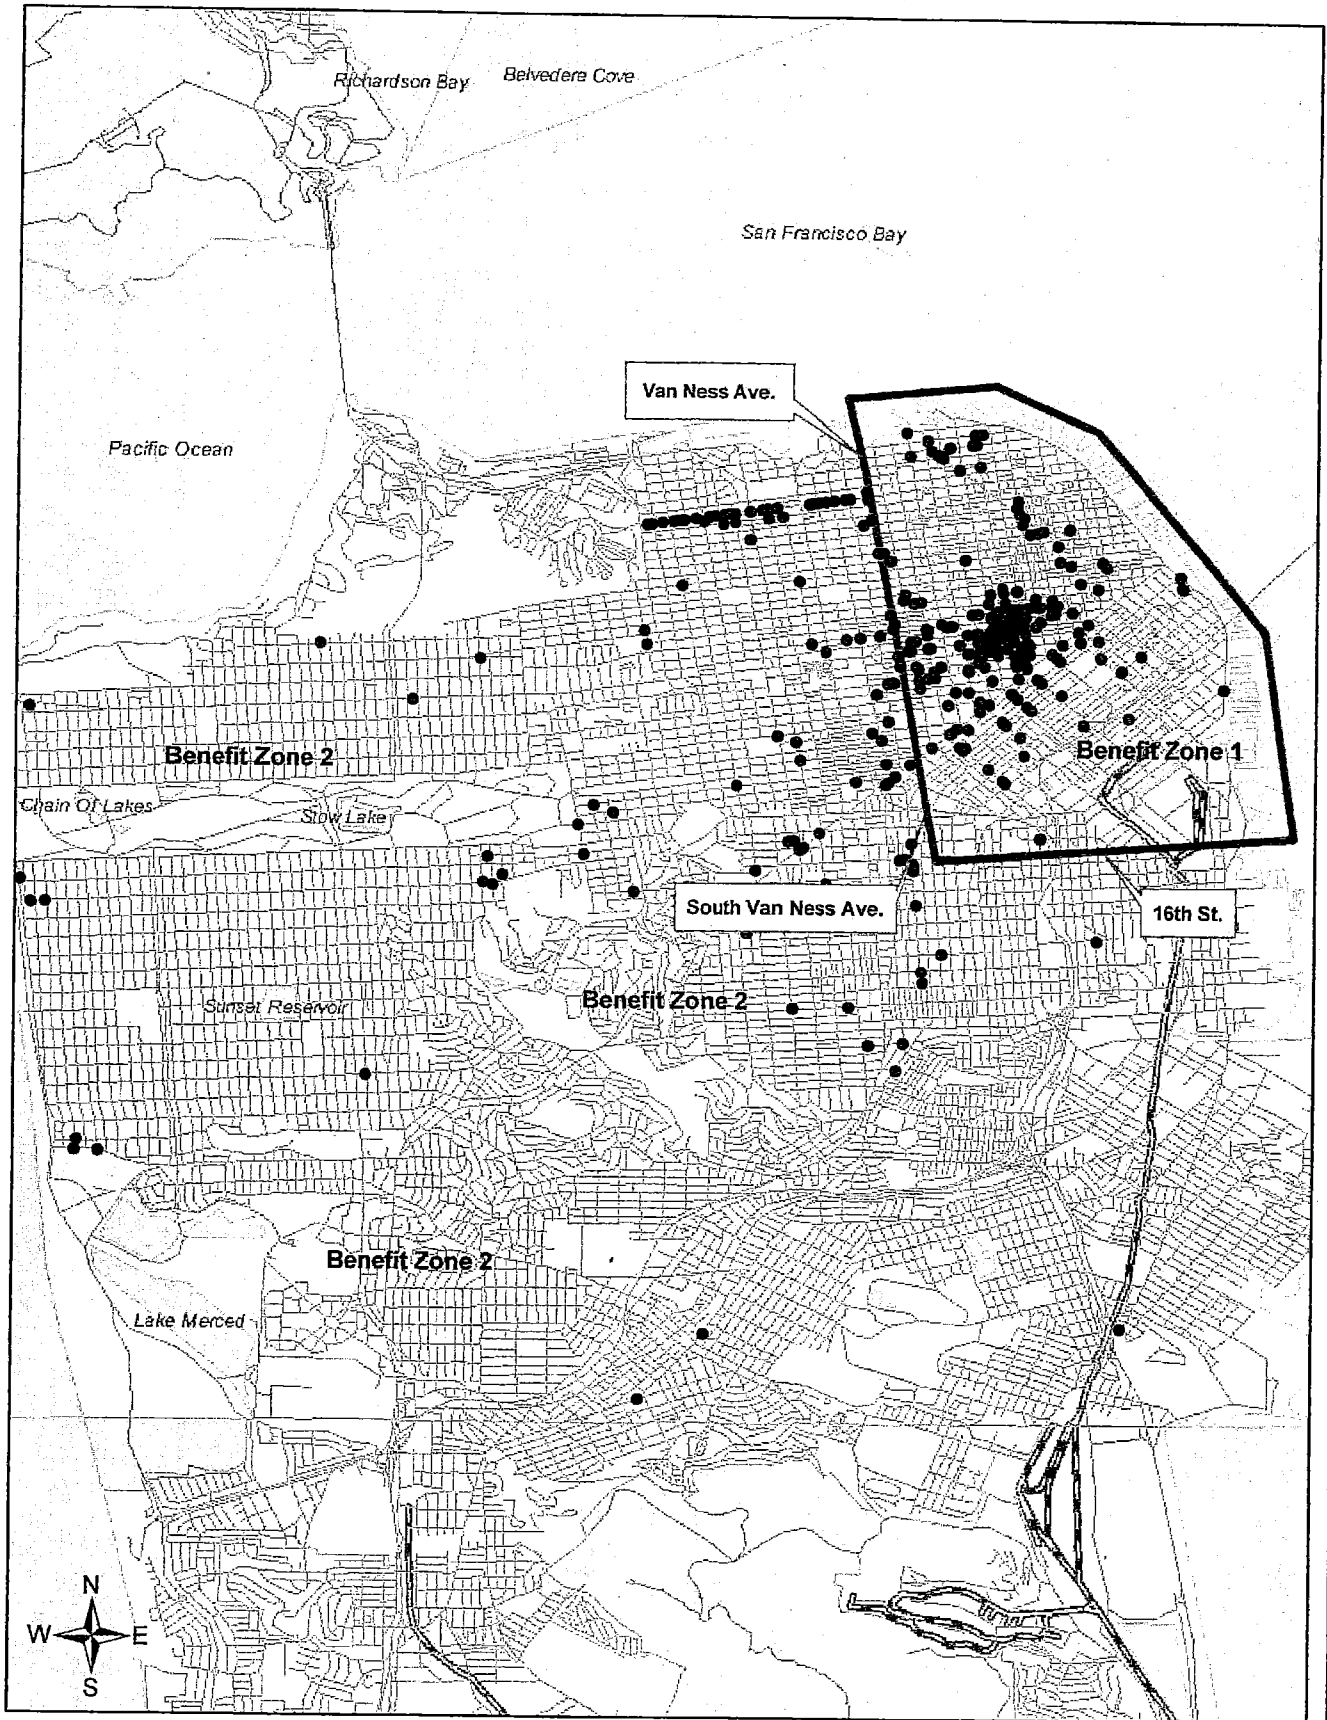 Richardson Bay
Belvedere Cove
San Francisco Bay
Van Ness Ave.
Pacific Ocean
Benefit Zone 2
Benefit Zone 1
Chain Of Lakes
Stow Lake
South Van Ness Ave.
16th St.
Sunset Reservoir
Benefit Zone 2
Benefit Zone 2
Lake Merced
N
W E
S